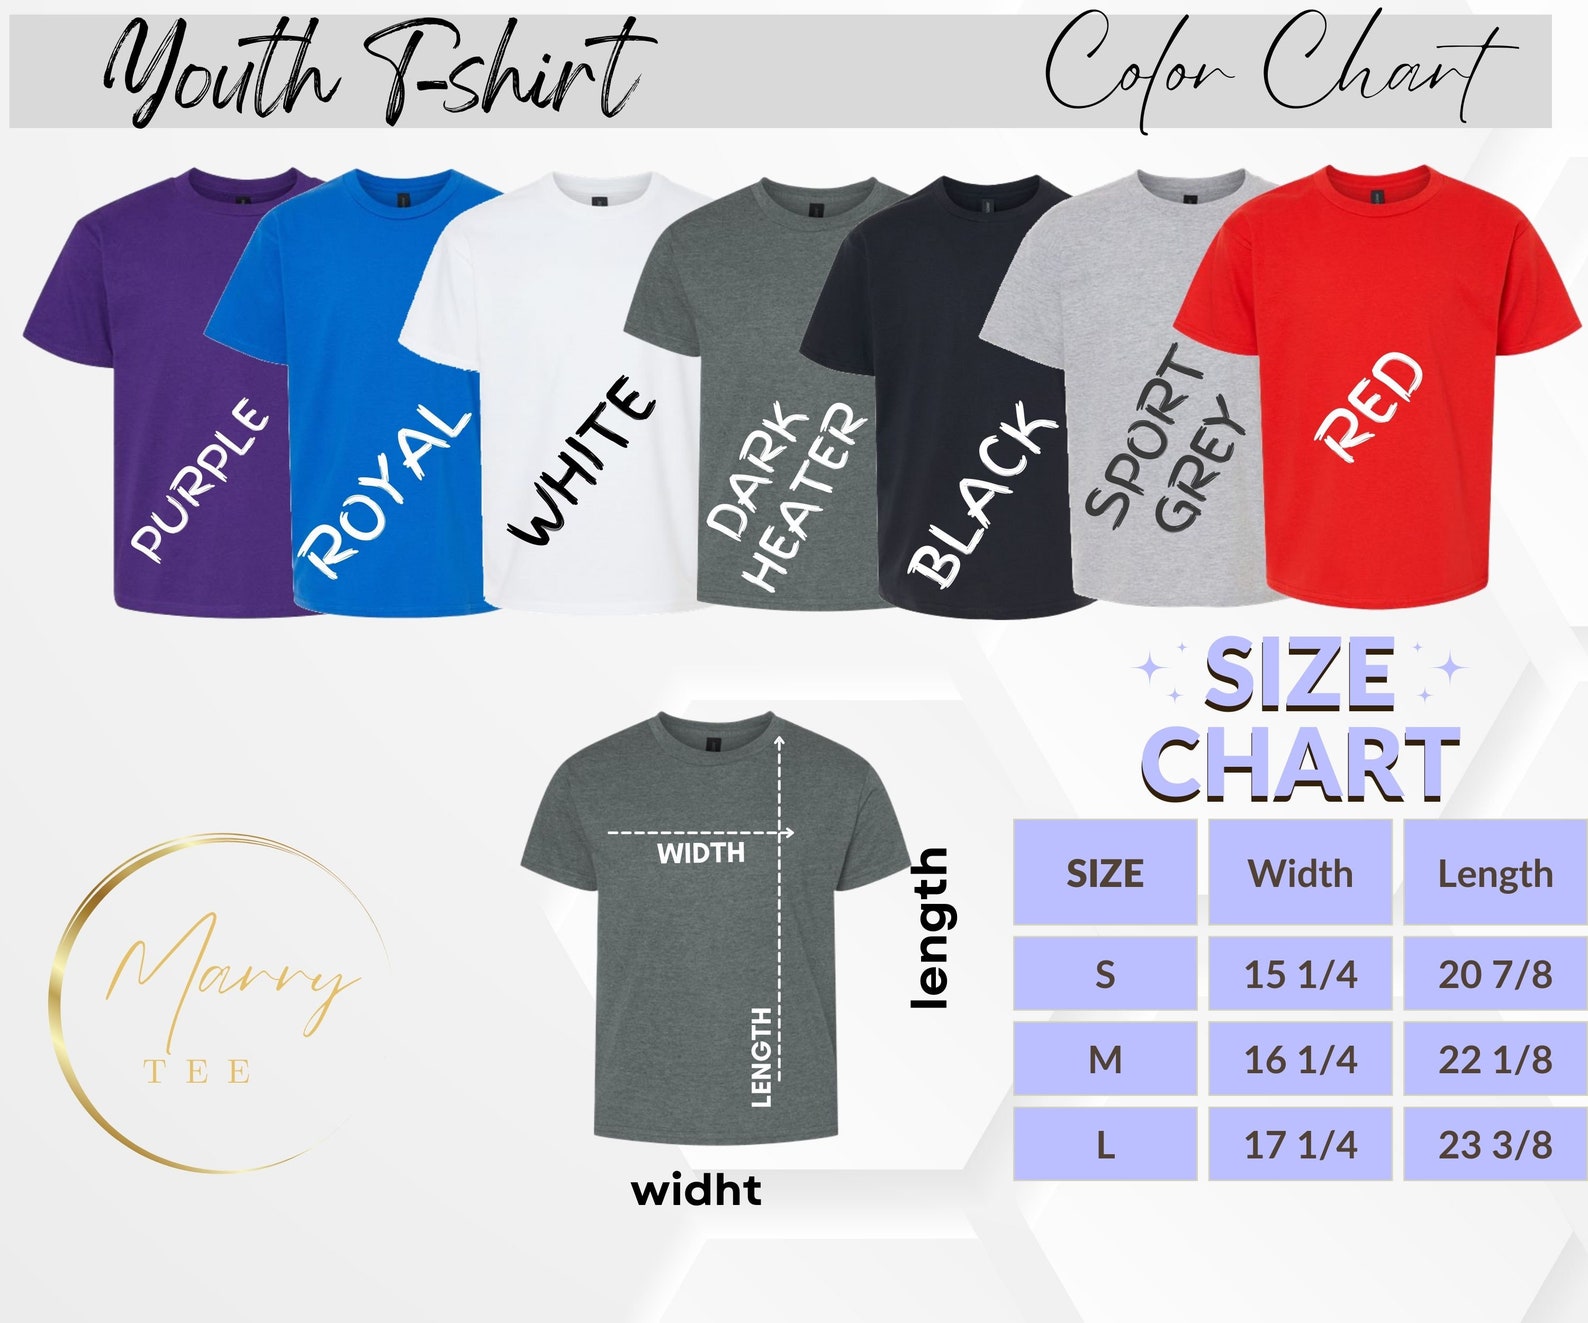 Youth T-shirt
Color Chart
PURPLE
ROYAL
WHITE
DARK
HEATER
BLACK
SPORT
GREY
RED
SIZE
CHART
WIDTH
LENGTH
length
widht
Marry
TEE
SIZE Width Length
S 15 1/4 20 7/8
M 16 1/4 22 1/8
L 17 1/4 23 3/8